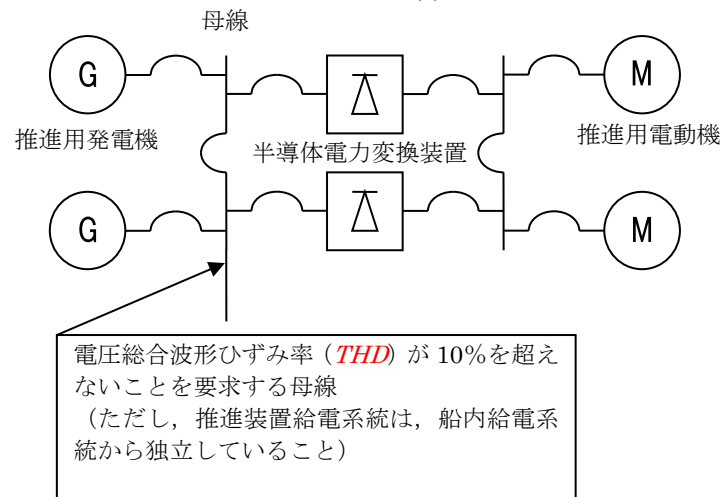 母線
G
M
推進用発電機
推進用電動機
半導体電力変換装置
G
M
電圧総合波形ひずみ率（THD）が 10％を超え
ないことを要求する母線
（ただし，推進装置給電系統は，船内給電系
統から独立していること）